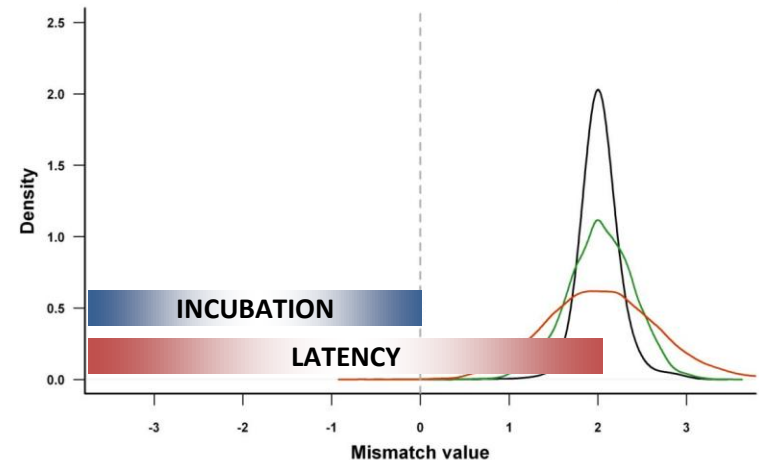 2.5
2.0
1.5
1.0
0.5
0.0
Density
INCUBATION
LATENCY
-3 -2 -1 0 1 2 3
Mismatch value